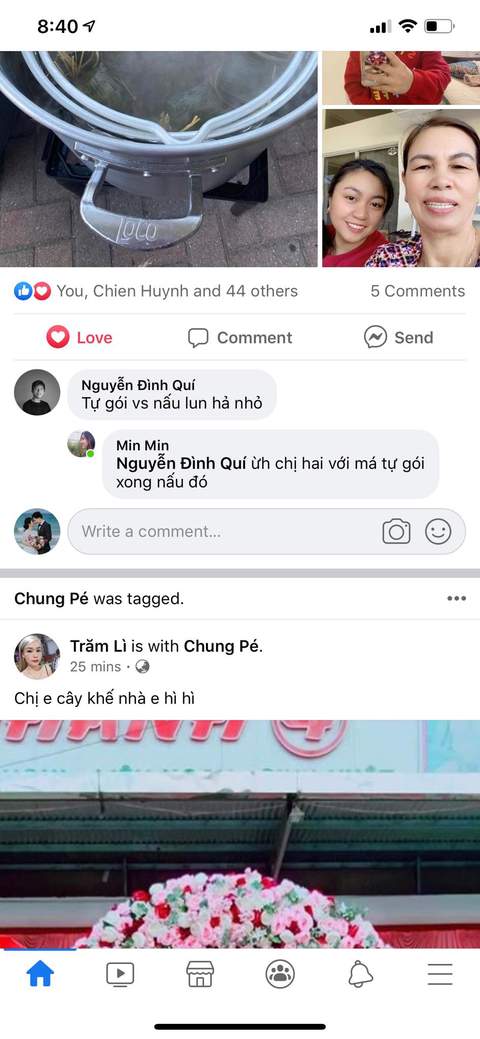 8:40
LoLo
You, Chien Huynh and 44 others
5 Comments
Love
Comment
Send
Nguyễn Đình Quí
Tự gói vs nấu lun hả nhỏ
Min Min
Nguyễn Đình Quí ừh chị hai với má tự gói
xong nấu đó
Write a comment...
Chung Pé was tagged.
Trăm Lì is with Chung Pé.
25 mins ·
Chị e cây khế nhà e hì hì